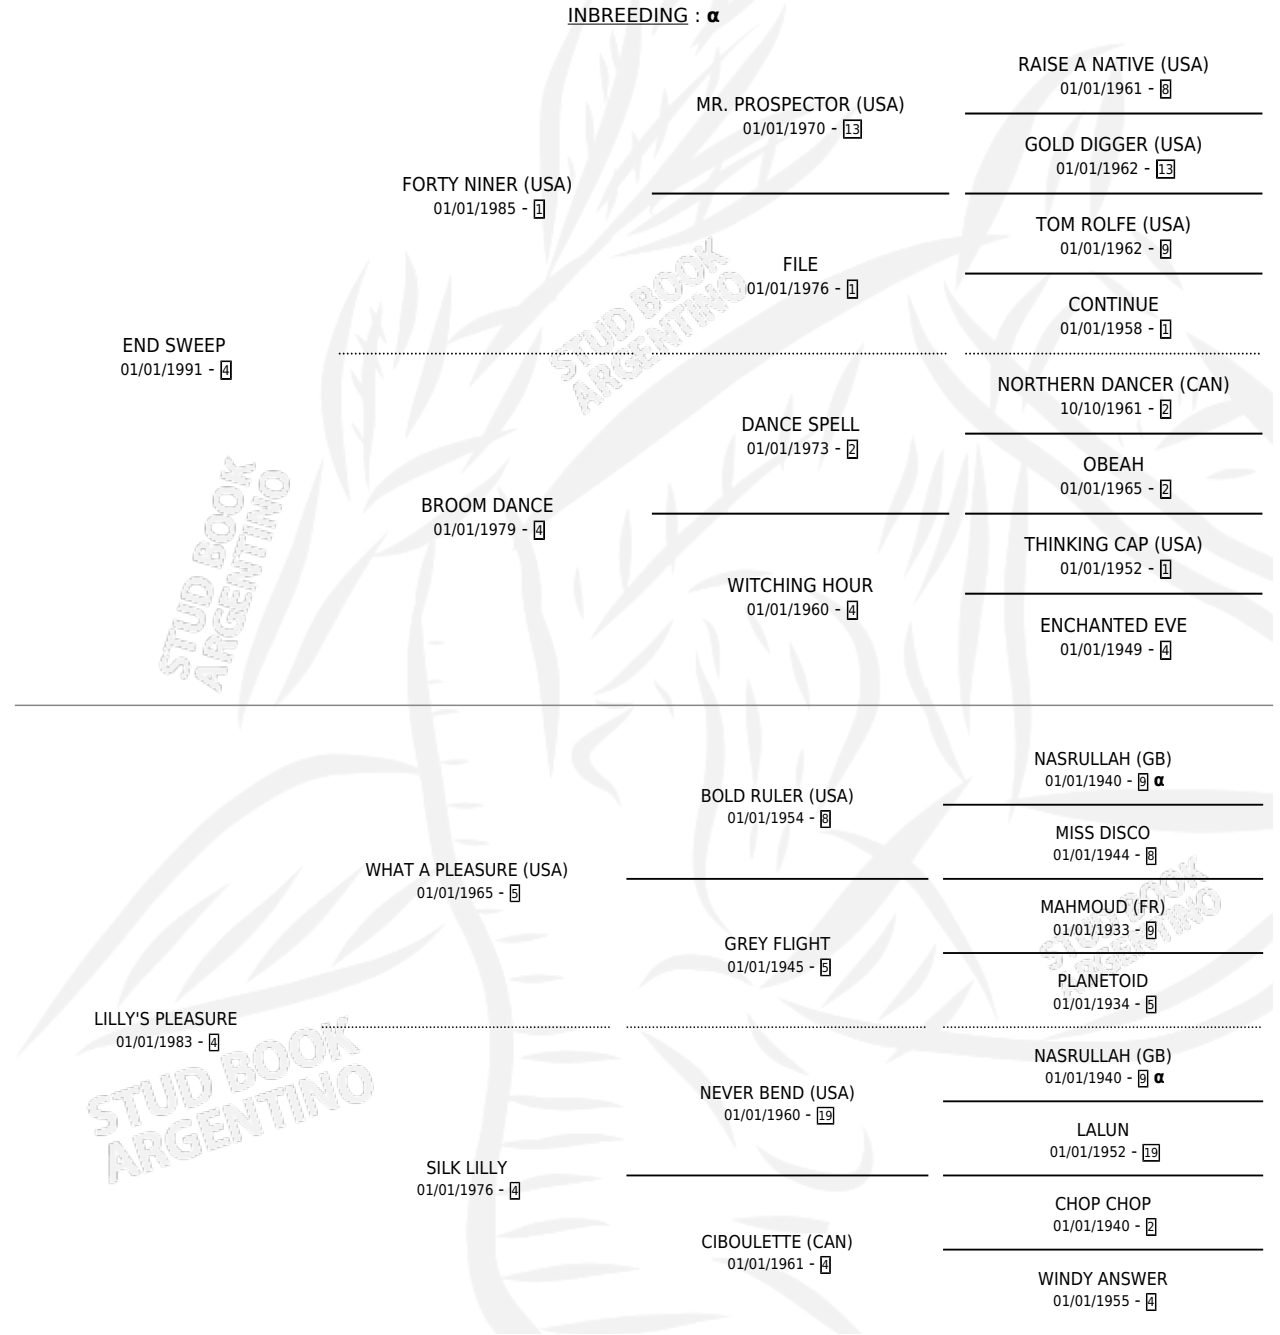 INBREEDING : α
RAISE A NATIVE (USA)
01/01/1961 - 8
MR. PROSPECTOR (USA)
01/01/1970 - 13
GOLD DIGGER (USA)
01/01/1962 - 13
FORTY NINER (USA)
01/01/1985 - 1
TOM ROLFE (USA)
01/01/1962 - 9
FILE
01/01/1976 - 1
CONTINUE
01/01/1958 - 1
END SWEEP
01/01/1991 - 4
NORTHERN DANCER (CAN)
10/10/1961 - 2
DANCE SPELL
01/01/1973 - 2
OBEAH
01/01/1965 - 2
BROOM DANCE
01/01/1979 - 4
THINKING CAP (USA)
01/01/1952 - 1
WITCHING HOUR
01/01/1960 - 4
ENCHANTED EVE
01/01/1949 - 4
NASRULLAH (GB)
01/01/1940 - 9 α
BOLD RULER (USA)
01/01/1954 - 8
MISS DISCO
01/01/1944 - 8
WHAT A PLEASURE (USA)
01/01/1965 - 5
MAHMOUD (FR)
01/01/1933 - 9
GREY FLIGHT
01/01/1945 - 5
PLANETOID
01/01/1934 - 5
LILLY'S PLEASURE
01/01/1983 - 4
NASRULLAH (GB)
01/01/1940 - 9 α
NEVER BEND (USA)
01/01/1960 - 19
LALUN
01/01/1952 - 19
SILK LILLY
01/01/1976 - 4
CHOP CHOP
01/01/1940 - 2
CIBOULETTE (CAN)
01/01/1961 - 4
WINDY ANSWER
01/01/1955 - 4
STUD BOOK
ARGENTINO
STUD BOOK
ARGENTINO
STUD BOOK
ARGENTINO
STUD BOOK
ARGENTINO